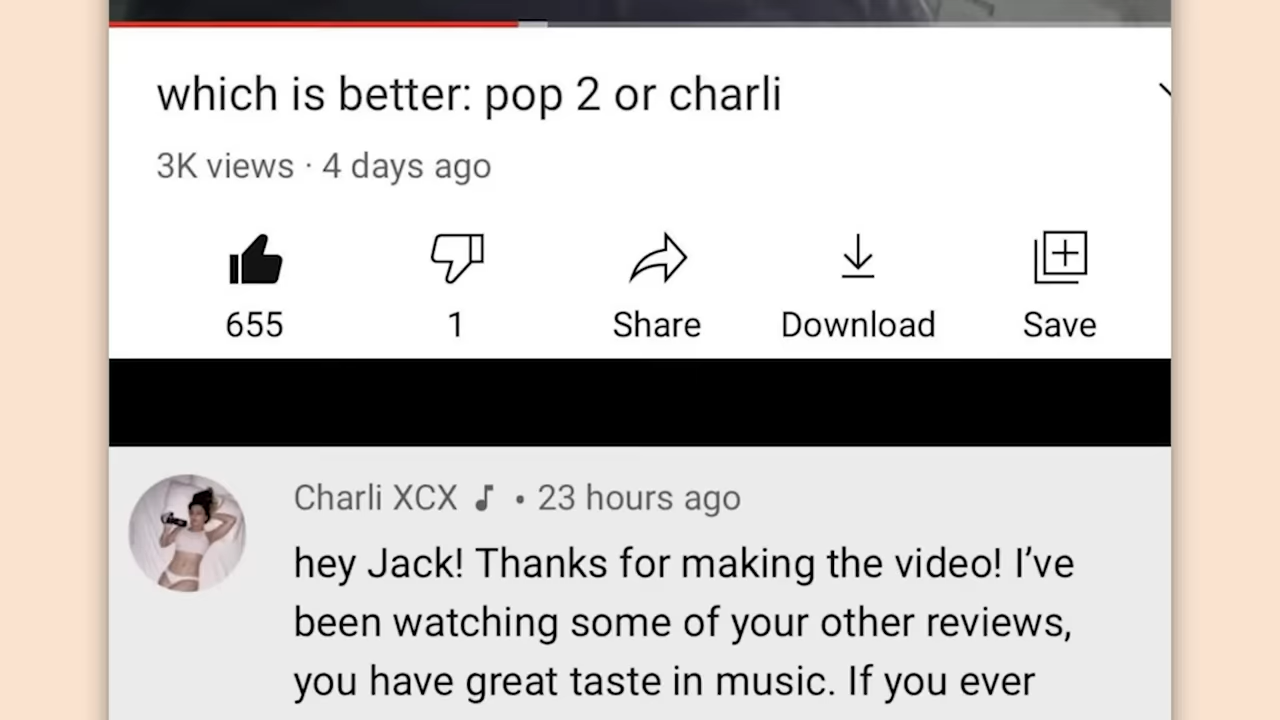 which is better: pop 2 or charli
3K views · 4 days ago
655 1 Share Download Save
Charli XCX ♪ • 23 hours ago
hey Jack! Thanks for making the video! I’ve
been watching some of your other reviews,
you have great taste in music. If you ever